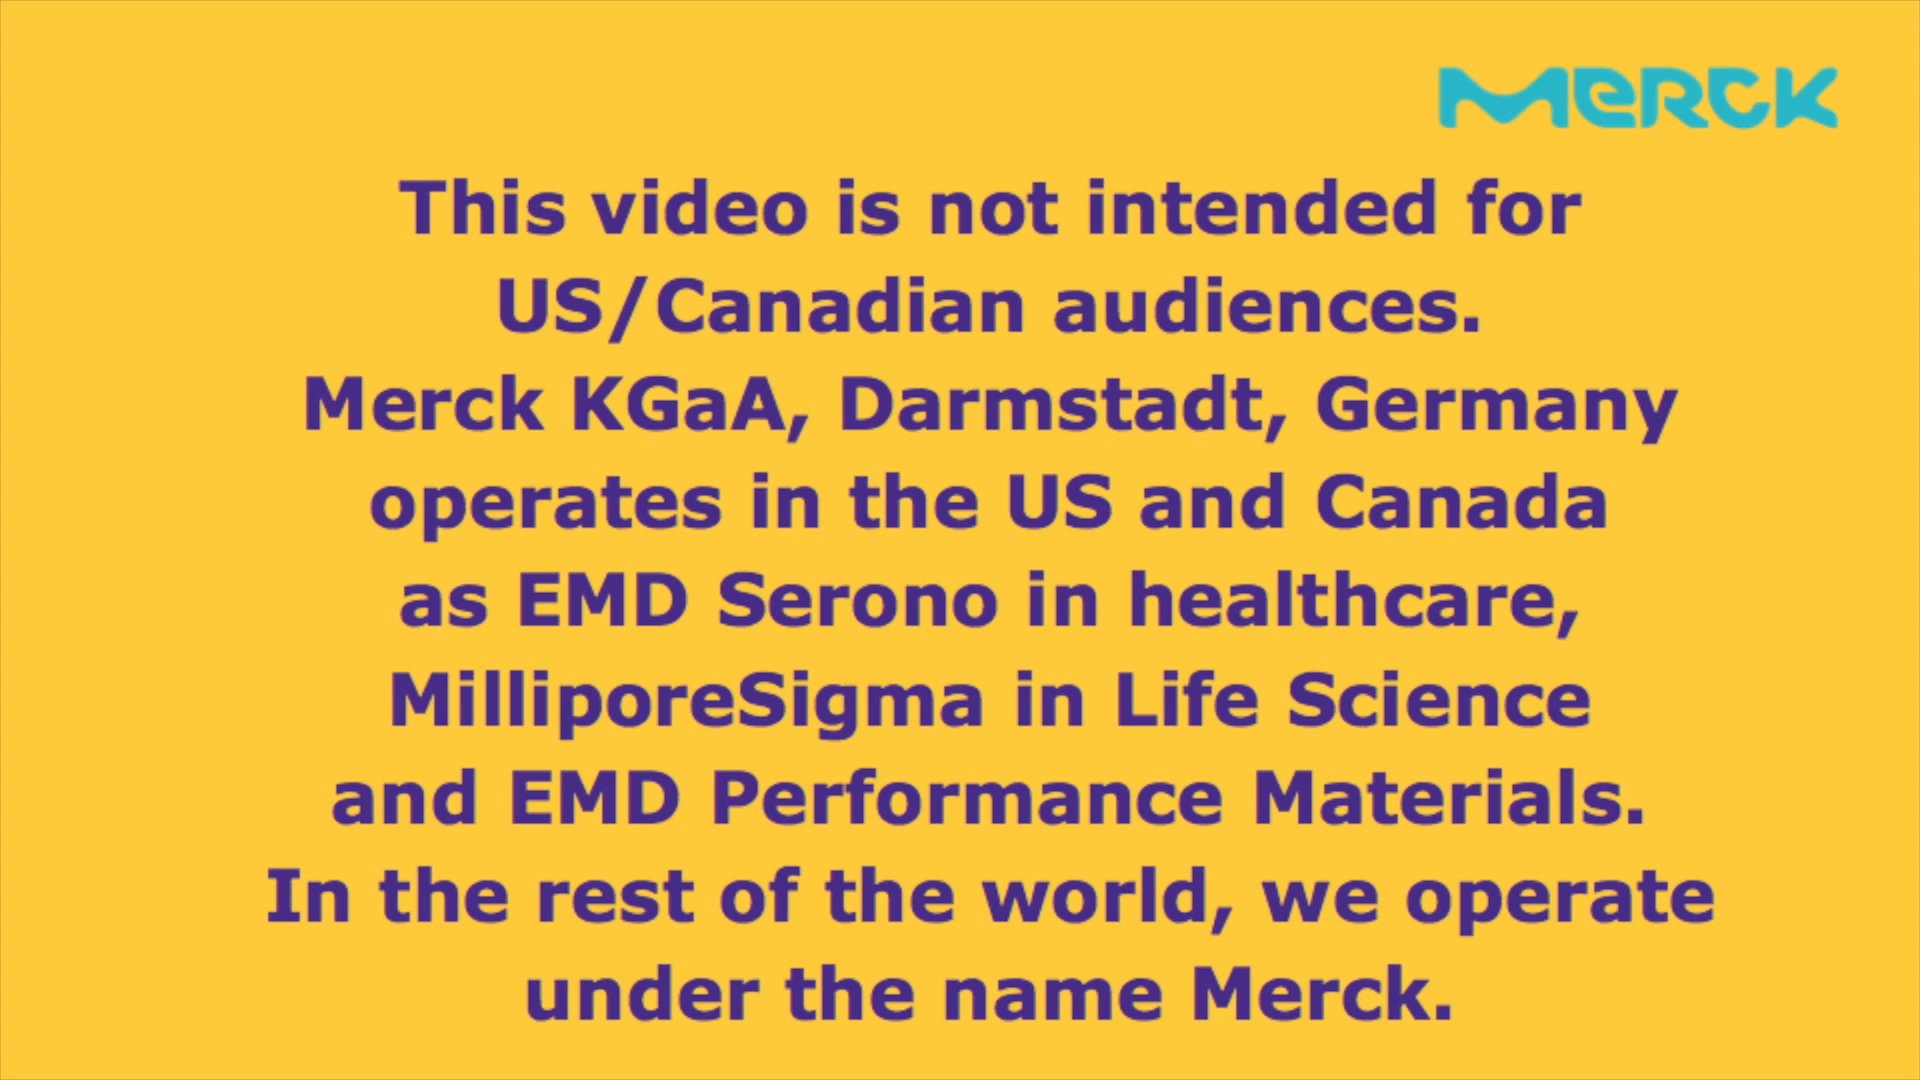 MERCK
This video is not intended for
US/Canadian audiences.
Merck KGaA, Darmstadt, Germany
operates in the US and Canada
as EMD Serono in healthcare,
MilliporeSigma in Life Science
and EMD Performance Materials.
In the rest of the world, we operate
under the name Merck.